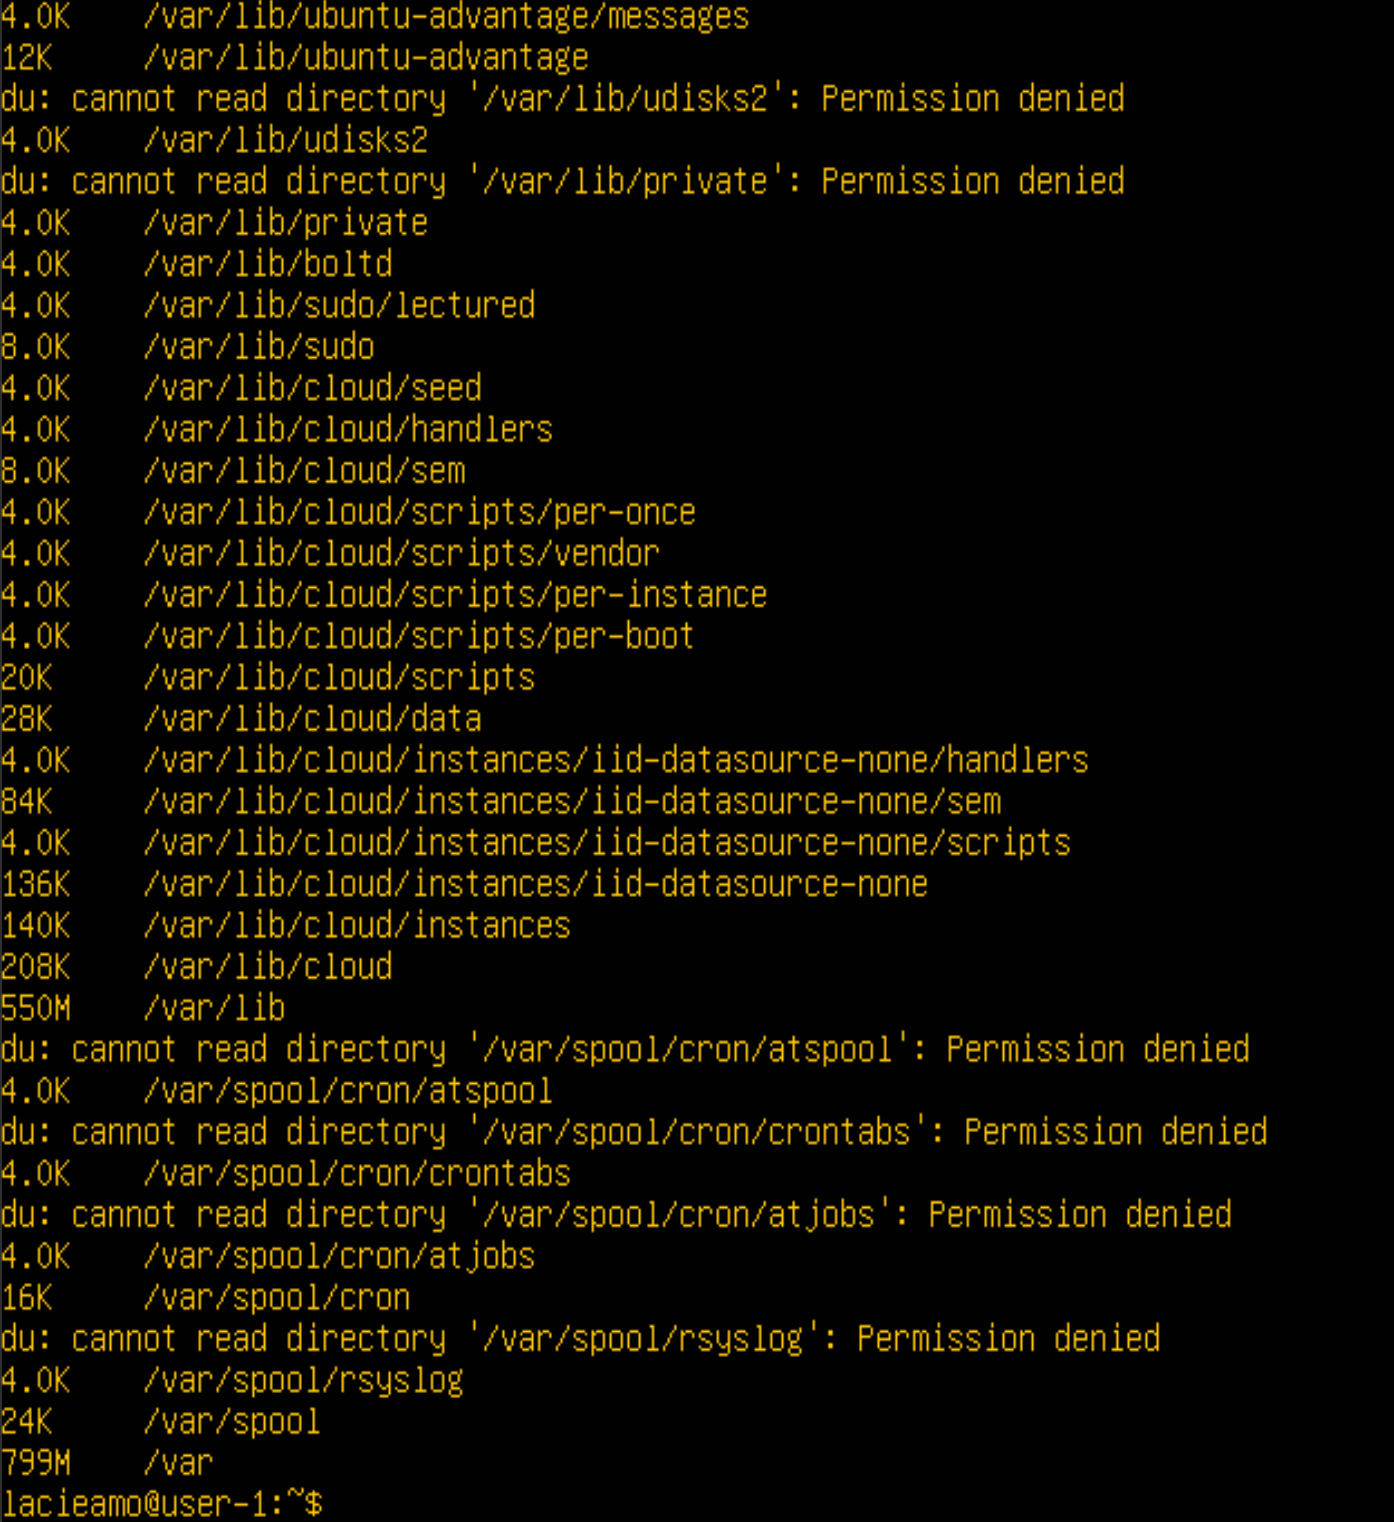 4.0K    /var/lib/ubuntu-advantage/messages
12K     /var/lib/ubuntu-advantage
du: cannot read directory '/var/lib/udisks2': Permission denied
4.0K    /var/lib/udisks2
du: cannot read directory '/var/lib/private': Permission denied
4.0K    /var/lib/private
4.0K    /var/lib/boltd
4.0K    /var/lib/sudo/lectured
8.0K    /var/lib/sudo
4.0K    /var/lib/cloud/seed
4.0K    /var/lib/cloud/handlers
8.0K    /var/lib/cloud/sem
4.0K    /var/lib/cloud/scripts/per-once
4.0K    /var/lib/cloud/scripts/vendor
4.0K    /var/lib/cloud/scripts/per-instance
4.0K    /var/lib/cloud/scripts/per-boot
20K     /var/lib/cloud/scripts
28K     /var/lib/cloud/data
4.0K    /var/lib/cloud/instances/iid-datasource-none/handlers
84K     /var/lib/cloud/instances/iid-datasource-none/sem
4.0K    /var/lib/cloud/instances/iid-datasource-none/scripts
136K    /var/lib/cloud/instances/iid-datasource-none
140K    /var/lib/cloud/instances
208K    /var/lib/cloud
550M    /var/lib
du: cannot read directory '/var/spool/cron/atspool': Permission denied
4.0K    /var/spool/cron/atspool
du: cannot read directory '/var/spool/cron/crontabs': Permission denied
4.0K    /var/spool/cron/crontabs
du: cannot read directory '/var/spool/cron/atjobs': Permission denied
4.0K    /var/spool/cron/atjobs
16K     /var/spool/cron
du: cannot read directory '/var/spool/rsyslog': Permission denied
4.0K    /var/spool/rsyslog
24K     /var/spool
799M    /var
lacieamo@user-1:~$